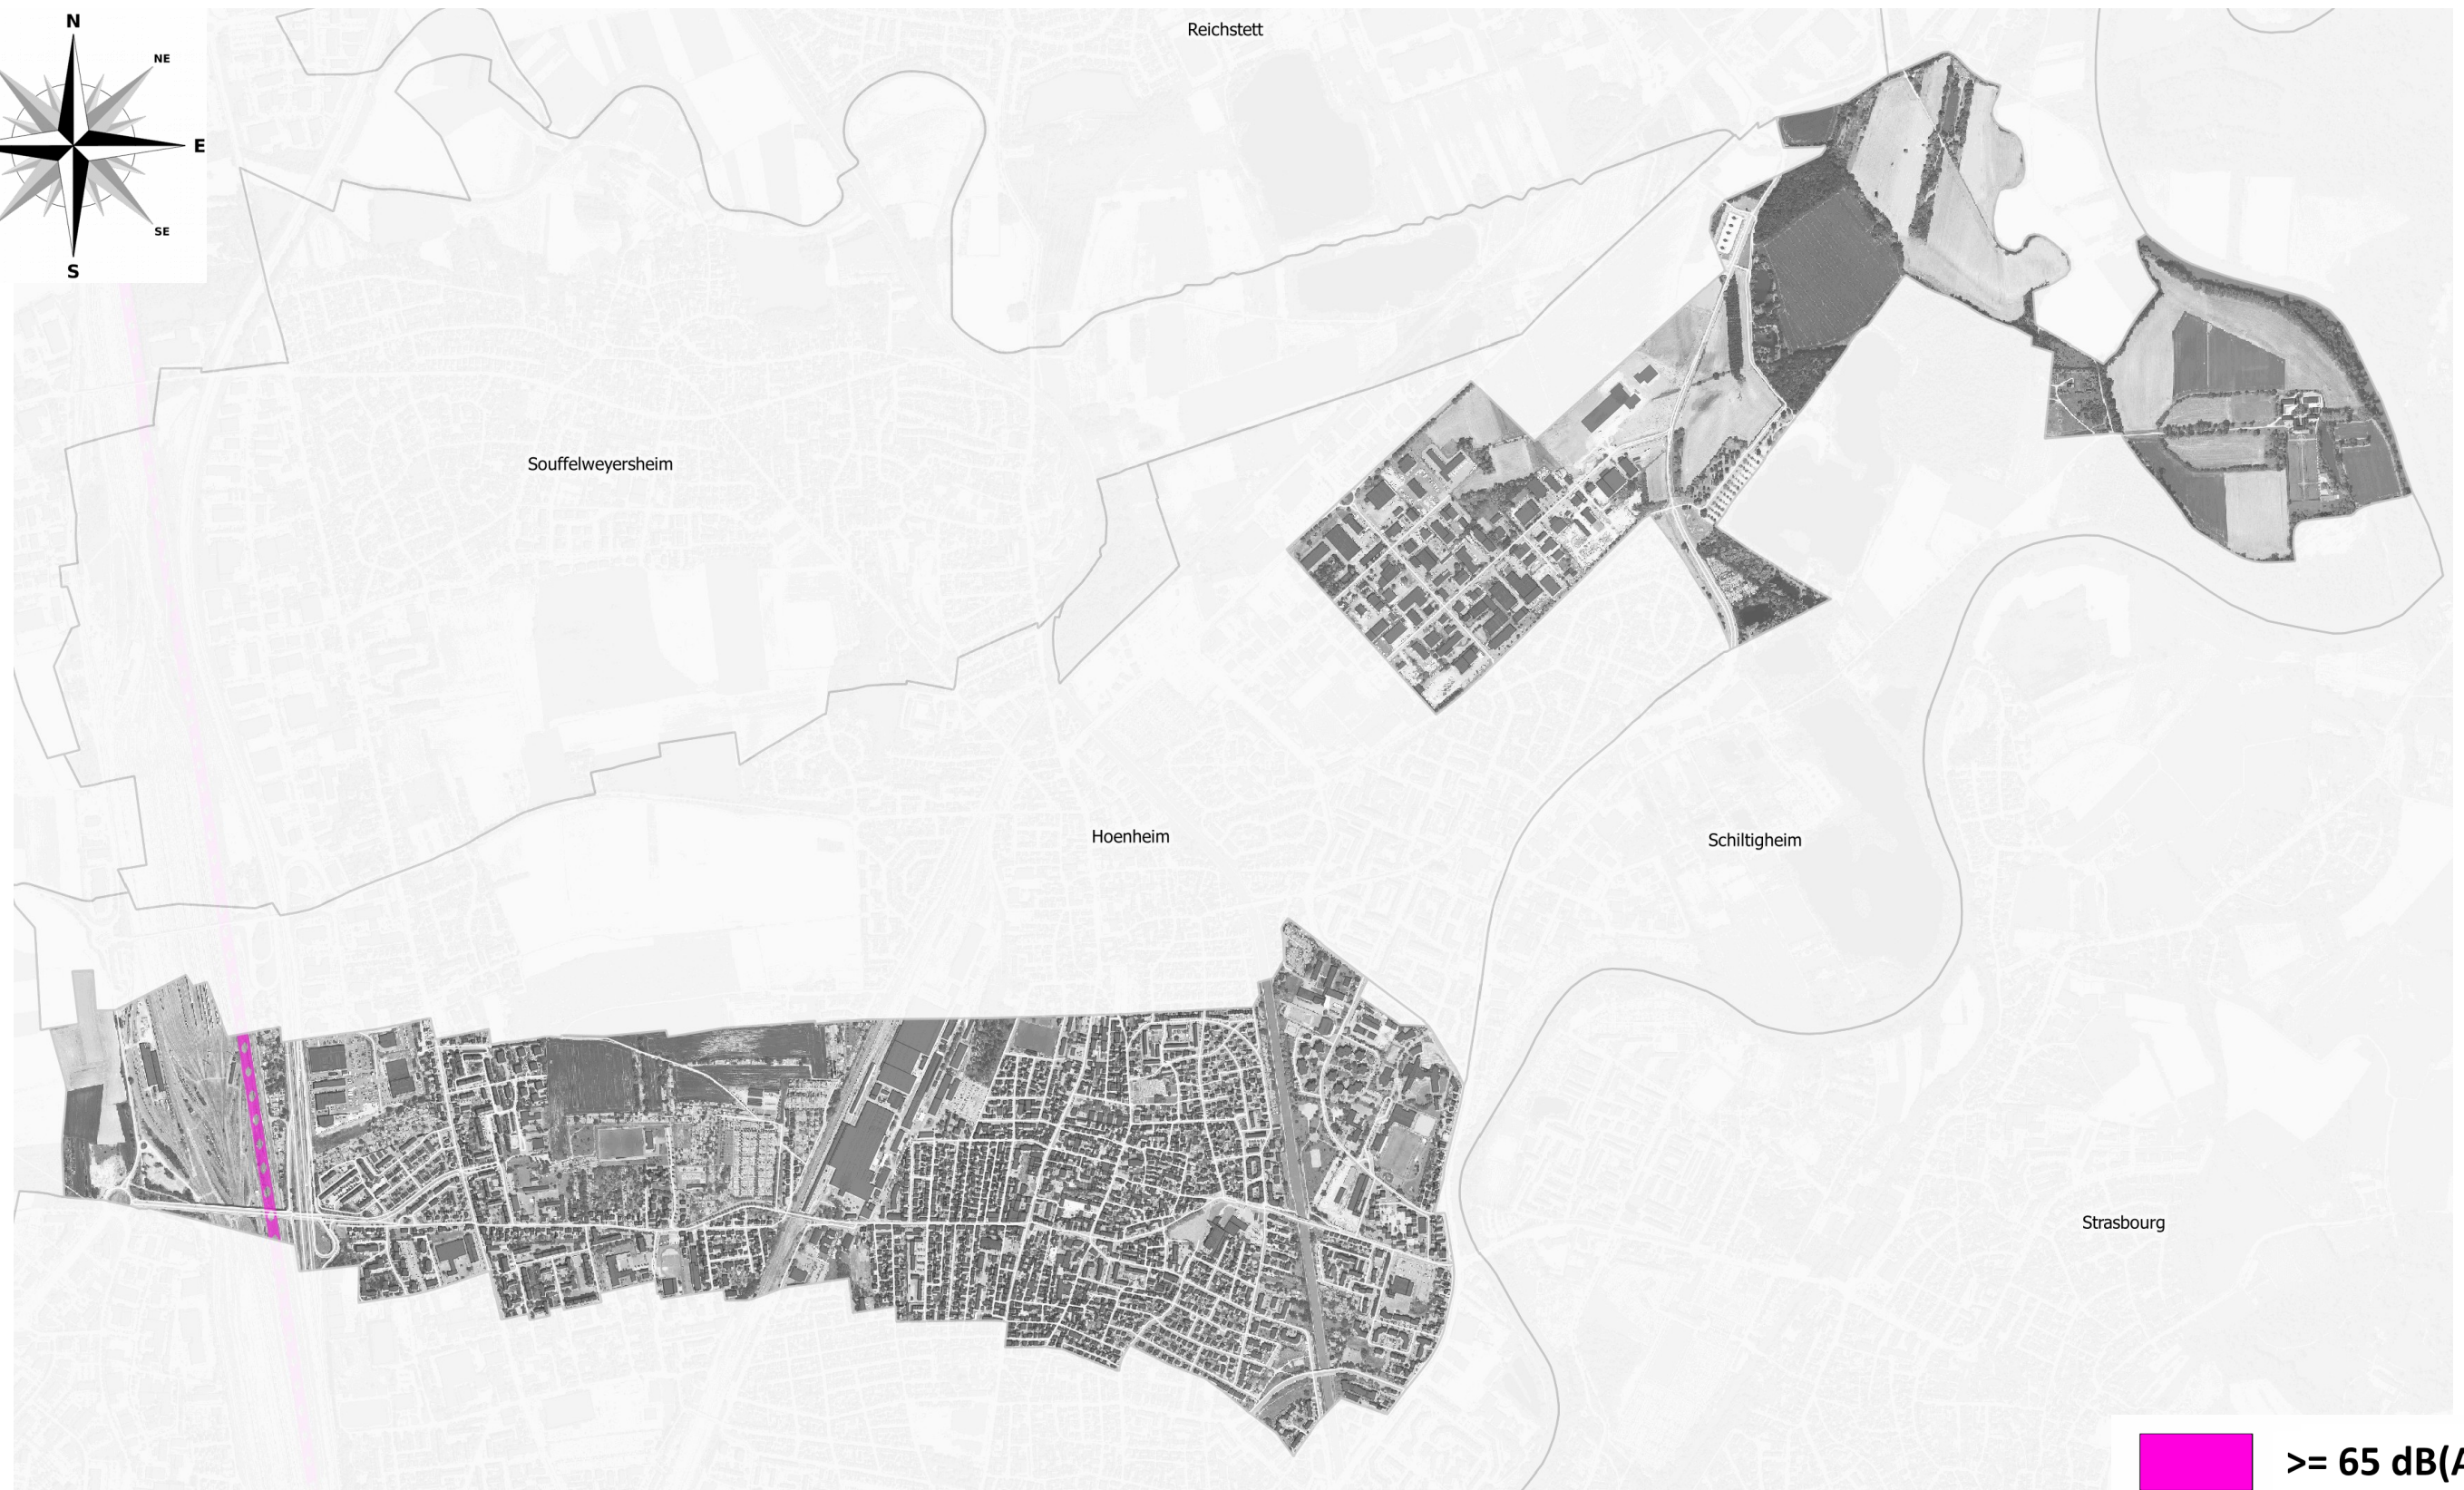 N
NE
E
SE
S
Reichstett
Souffelweyersheim
Hoenheim
Schiltigheim
Strasbourg
>= 65 dB(A